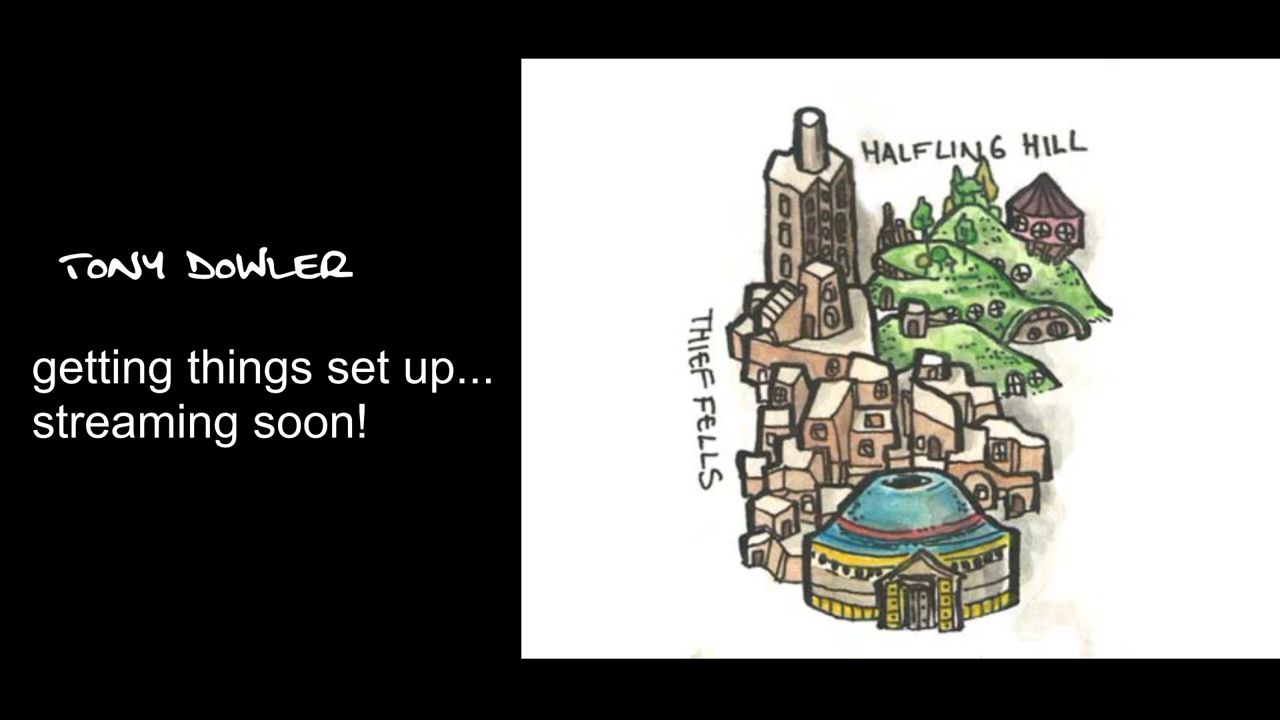 TONY DOWLER
getting things set up...
streaming soon!
HALFLING HILL
THIEF FELLS